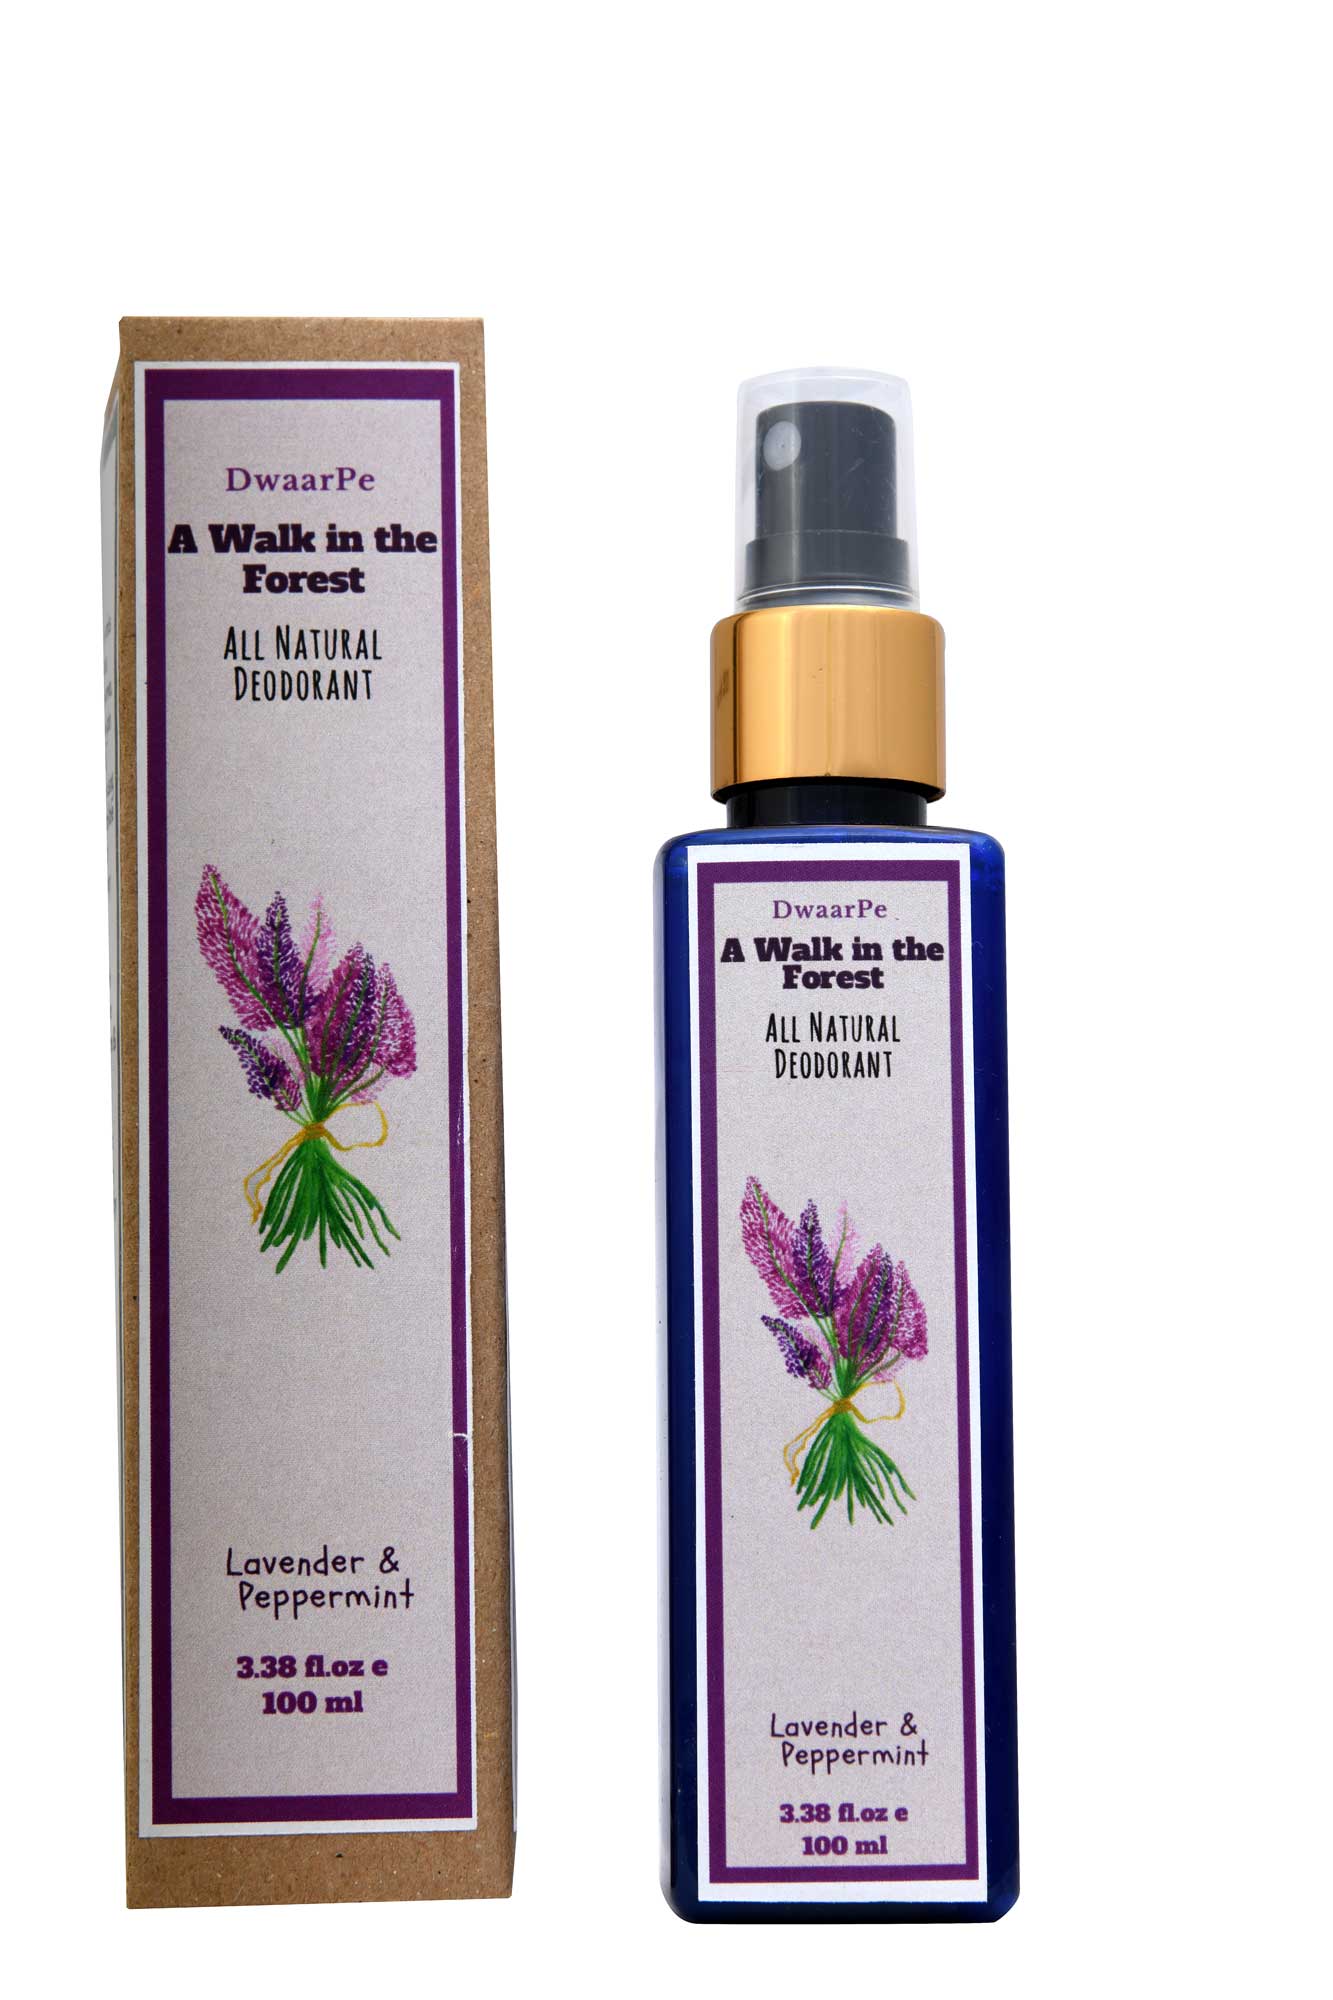 DwaarPe
A Walk in the
Forest
All Natural
Deodorant
Lavender &
Peppermint
3.38 fl.oz e
100 ml
DwaarPe
A Walk in the
Forest
All Natural
Deodorant
Lavender &
Peppermint
3.38 fl.oz e
100 ml